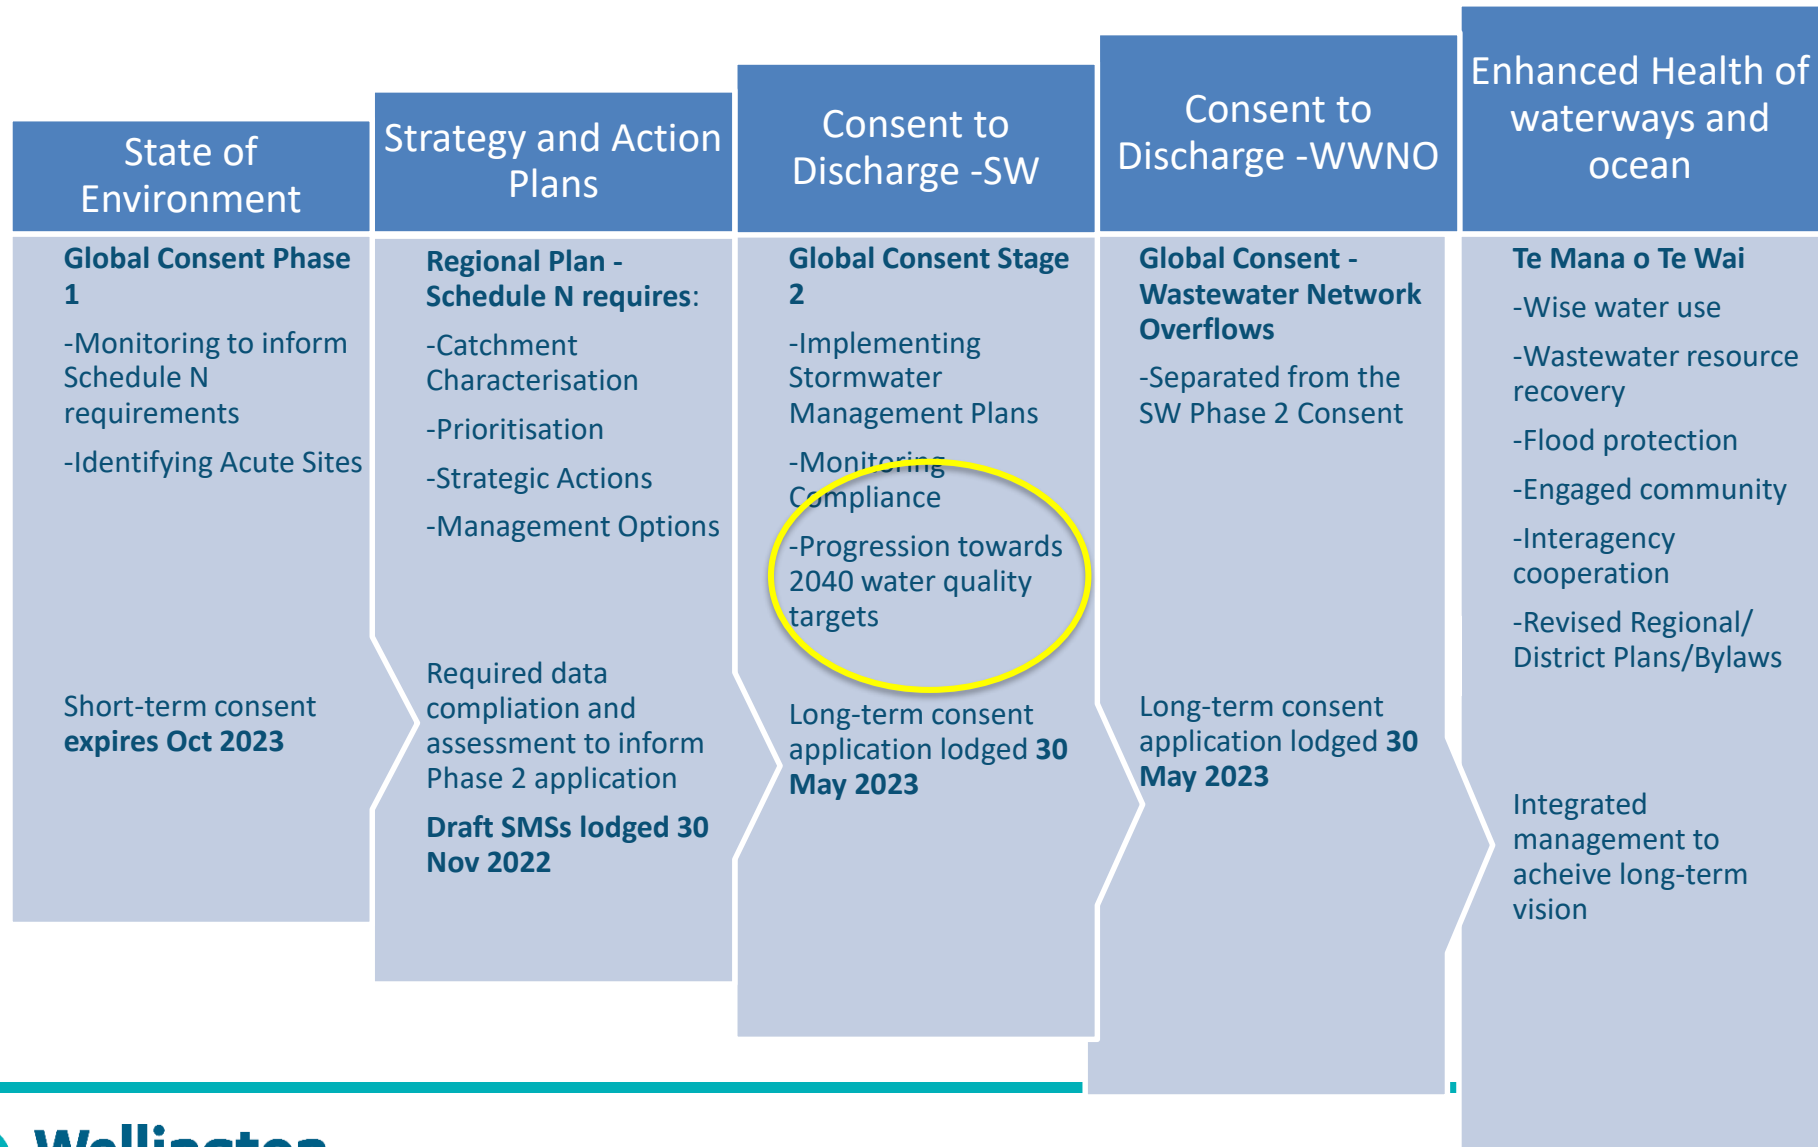 State of
Environment
Global Consent Phase
1
-Monitoring to inform
Schedule N
requirements
-Identifying Acute Sites
Short-term consent
expires Oct 2023
Strategy and Action
Plans
Regional Plan -
Schedule N requires:
-Catchment
Characterisation
-Prioritisation
-Strategic Actions
-Management Options
Required data
compliation and
assessment to inform
Phase 2 application
Draft SMSs lodged 30
Nov 2022
Consent to
Discharge -SW
Global Consent Stage
2
-Implementing
Stormwater
Management Plans
-Monitoring
Compliance
-Progression towards
2040 water quality
targets
Long-term consent
application lodged 30
May 2023
Consent to
Discharge -WWNO
Global Consent -
Wastewater Network
Overflows
-Separated from the
SW Phase 2 Consent
Long-term consent
application lodged 30
May 2023
Enhanced Health of
waterways and
ocean
Te Mana o Te Wai
-Wise water use
-Wastewater resource
recovery
-Flood protection
-Engaged community
-Interagency
cooperation
-Revised Regional/
District Plans/Bylaws
Integrated
management to
acheive long-term
vision
Wellington